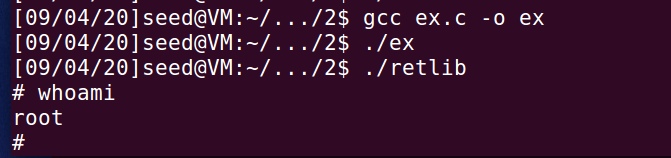 [09/04/20]seed@VM:~/.../2$ gcc ex.c -o ex
[09/04/20]seed@VM:~/.../2$ ./ex
[09/04/20]seed@VM:~/.../2$ ./retlib
# whoami
root
#